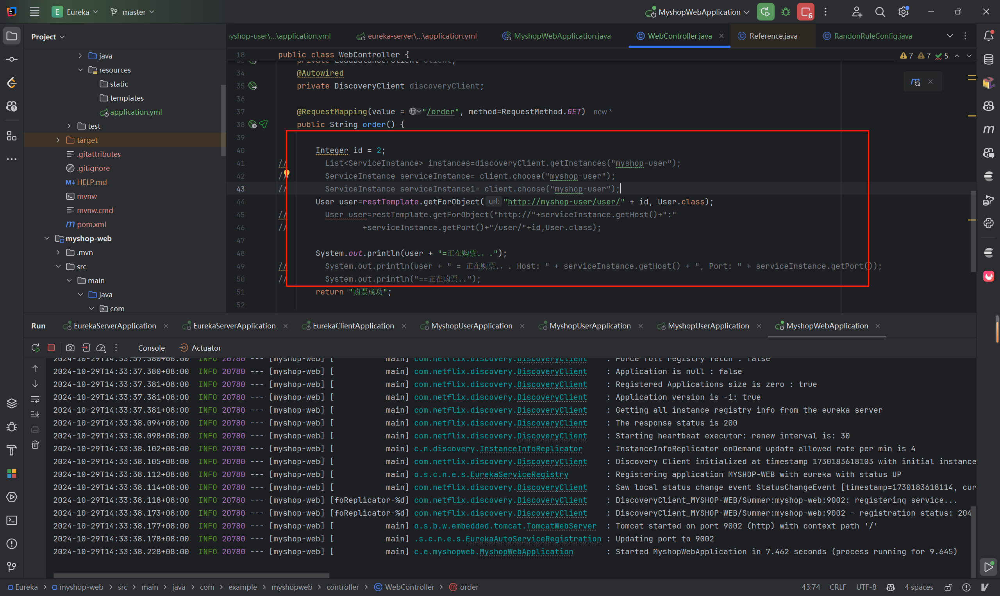 E Eureka master MyshopWebApplication 6
Project
yshop-user\...\application.yml eureka-server\...\application.yml MyshopWebApplication.java WebController.java Reference.java RandonRuleConfig.java
java
resources
static
templates
application.yml
test
target
.gitattributes
.gitignore
M↓ HELP.md
mvnw
mvnw.cmd
m pom.xml
myshop-web
.mvn
src
main
java
com
18 public class WebController {
7 7 5
34 @Autowired
35 private DiscoveryClient discoveryClient;
36
37 @RequestMapping(value = "/order", method=RequestMethod.GET) new *
38 public String order() {
39
40 Integer id = 2;
41 // List<ServiceInstance> instances=discoveryClient.getInstances("myshop-user");
42 // ServiceInstance serviceInstance= client.choose("myshop-user");
43 // ServiceInstance serviceInstance1= client.choose("myshop-user");
44 User user=restTemplate.getForObject( url: "http://myshop-user/user/" + id, User.class);
45 // User user=restTemplate.getForObject("http://"+serviceInstance.getHost()+":"
46 // +serviceInstance.getPort()+"/user/"+id,User.class);
47
48 System.out.println(user + "=正在购票.，.");
49 // System.out.println(user + " = 正在购票.，. Host: " + serviceInstance.getHost() + ", Port: " + serviceInstance.getPort());
50 // System.out.println("==正在购票..");
51 return "购票成功";
52
Run EurekaServerApplication EurekaServerApplication EurekaClientApplication MyshopUserApplication MyshopUserApplication MyshopUserApplication MyshopWebApplication
Console Actuator
2024-10-29T14:33:37.380+08:00 INFO 20780 --- [myshop-web] [ main] com.netflix.discovery.DiscoveryClient : Force full registry fetch : false
2024-10-29T14:33:37.380+08:00 INFO 20780 --- [myshop-web] [ main] com.netflix.discovery.DiscoveryClient : Application is null : false
2024-10-29T14:33:37.381+08:00 INFO 20780 --- [myshop-web] [ main] com.netflix.discovery.DiscoveryClient : Registered Applications size is zero : true
2024-10-29T14:33:37.381+08:00 INFO 20780 --- [myshop-web] [ main] com.netflix.discovery.DiscoveryClient : Application version is -1: true
2024-10-29T14:33:37.381+08:00 INFO 20780 --- [myshop-web] [ main] com.netflix.discovery.DiscoveryClient : Getting all instance registry info from the eureka server
2024-10-29T14:33:38.094+08:00 INFO 20780 --- [myshop-web] [ main] com.netflix.discovery.DiscoveryClient : The response status is 200
2024-10-29T14:33:38.098+08:00 INFO 20780 --- [myshop-web] [ main] com.netflix.discovery.DiscoveryClient : Starting heartbeat executor: renew interval is: 30
2024-10-29T14:33:38.102+08:00 INFO 20780 --- [myshop-web] [ main] c.n.discovery.InstanceInfoReplicator : InstanceInfoReplicator onDemand update allowed rate per min is 4
2024-10-29T14:33:38.105+08:00 INFO 20780 --- [myshop-web] [ main] com.netflix.discovery.DiscoveryClient : Discovery Client initialized at timestamp 1730183618103 with initial instance
2024-10-29T14:33:38.112+08:00 INFO 20780 --- [myshop-web] [ main] o.s.c.n.e.s.EurekaServiceRegistry : Registering application MYSHOP-WEB with eureka with status UP
2024-10-29T14:33:38.114+08:00 INFO 20780 --- [myshop-web] [ main] com.netflix.discovery.DiscoveryClient : Saw local status change event StatusChangeEvent [timestamp=1730183618114, cur
2024-10-29T14:33:38.118+08:00 INFO 20780 --- [myshop-web] [foReplicator-%d] com.netflix.discovery.DiscoveryClient : DiscoveryClient_MYSHOP-WEB/Summer:myshop-web:9002: registering service...
2024-10-29T14:33:38.173+08:00 INFO 20780 --- [myshop-web] [foReplicator-%d] com.netflix.discovery.DiscoveryClient : DiscoveryClient_MYSHOP-WEB/Summer:myshop-web:9002 - registration status: 204
2024-10-29T14:33:38.177+08:00 INFO 20780 --- [myshop-web] [ main] o.s.b.w.embedded.tomcat.TomcatWebServer : Tomcat started on port 9002 (http) with context path '/'
2024-10-29T14:33:38.178+08:00 INFO 20780 --- [myshop-web] [ main] .s.c.n.e.s.EurekaAutoServiceRegistration : Updating port to 9002
2024-10-29T14:33:38.228+08:00 INFO 20780 --- [myshop-web] [ main] c.e.myshopweb.MyshopWebApplication : Started MyshopWebApplication in 7.462 seconds (process running for 9.645)
Eureka > myshop-web > src > main > java > com > example > myshopweb > controller > WebController > order 43:74 CRLF UTF-8 4 spaces